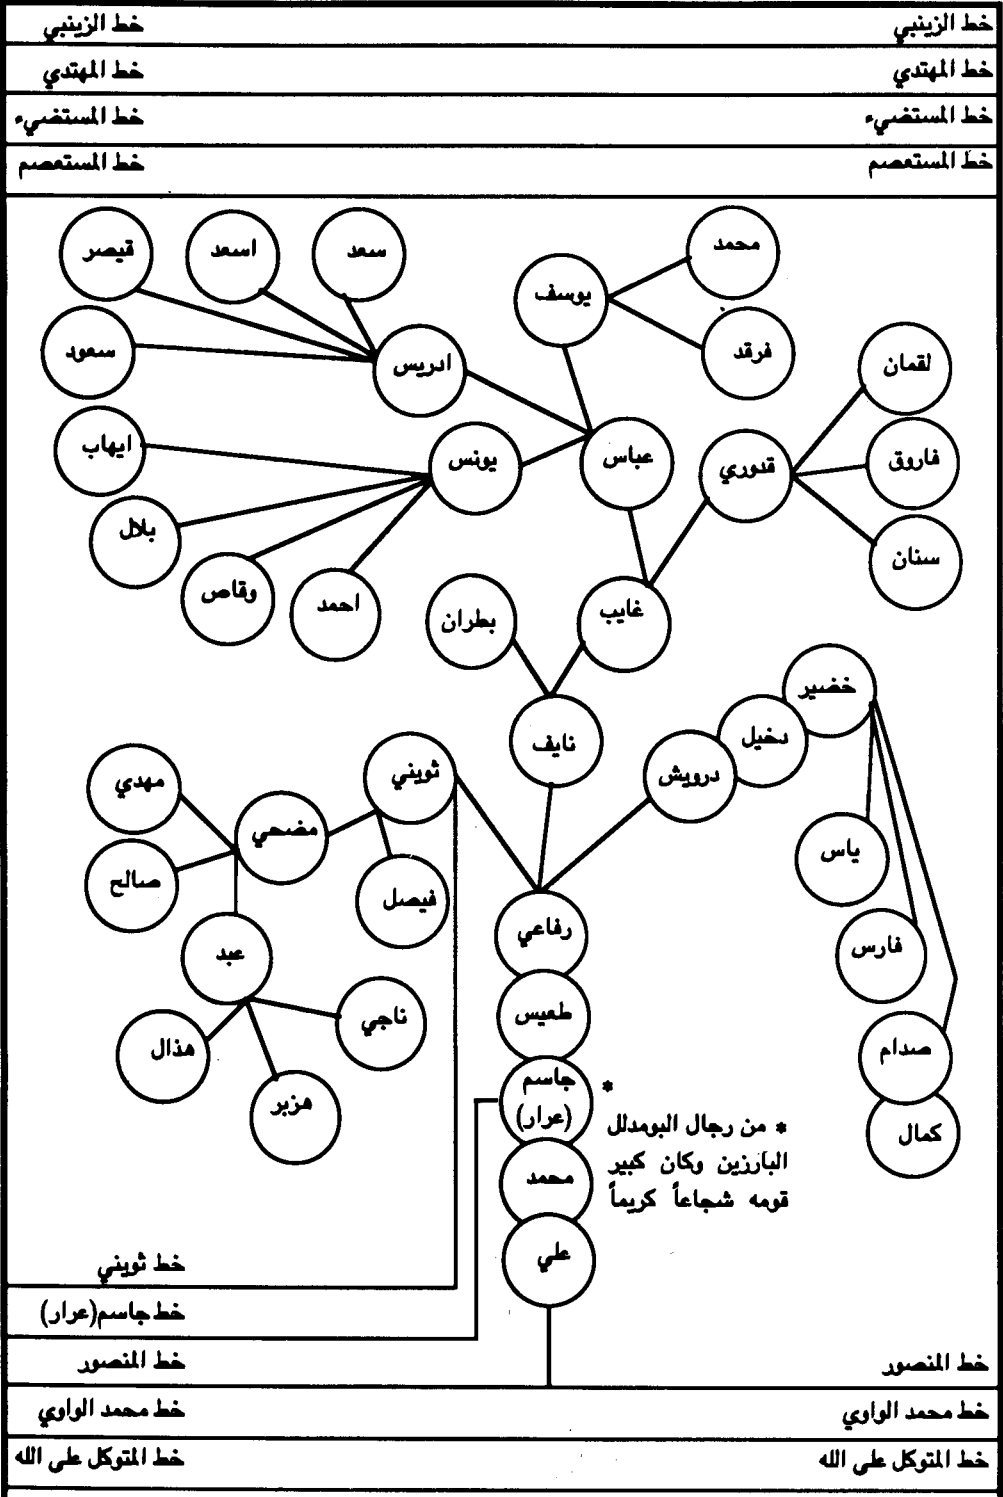 خط الزينبي
خط الزينبي
خط المهتدي
خط المهتدي
خط المستضيء
خط المستضيء
خط المستعصم
خط المستعصم
محمد
سعد
اسعد
قيصر
يوسف
فرقد
سعود
ادريس
لقمان
ايهاب
يونس
عباس
قدوري
فاروق
بلال
سنان
وقاص
احمد
بطران
غايب
خضير
دخيل
درويش
نايف
ثويني
مهدي
مضحي
صالح
فيصل
ياس
رفاعي
فارس
عبد
طعيس
ناجي
هذال
هزبر
صدام
كمال
جاسم
(عرار)
*
* من رجال البومدلل
البارزين وكان كبير
قومه شجاعاً كريماً
محمد
علي
خط ثويني
خط جاسم(عرار)
خط المنصور
خط المنصور
خط محمد الواوي
خط محمد الواوي
خط المتوكل على الله
خط المتوكل على الله